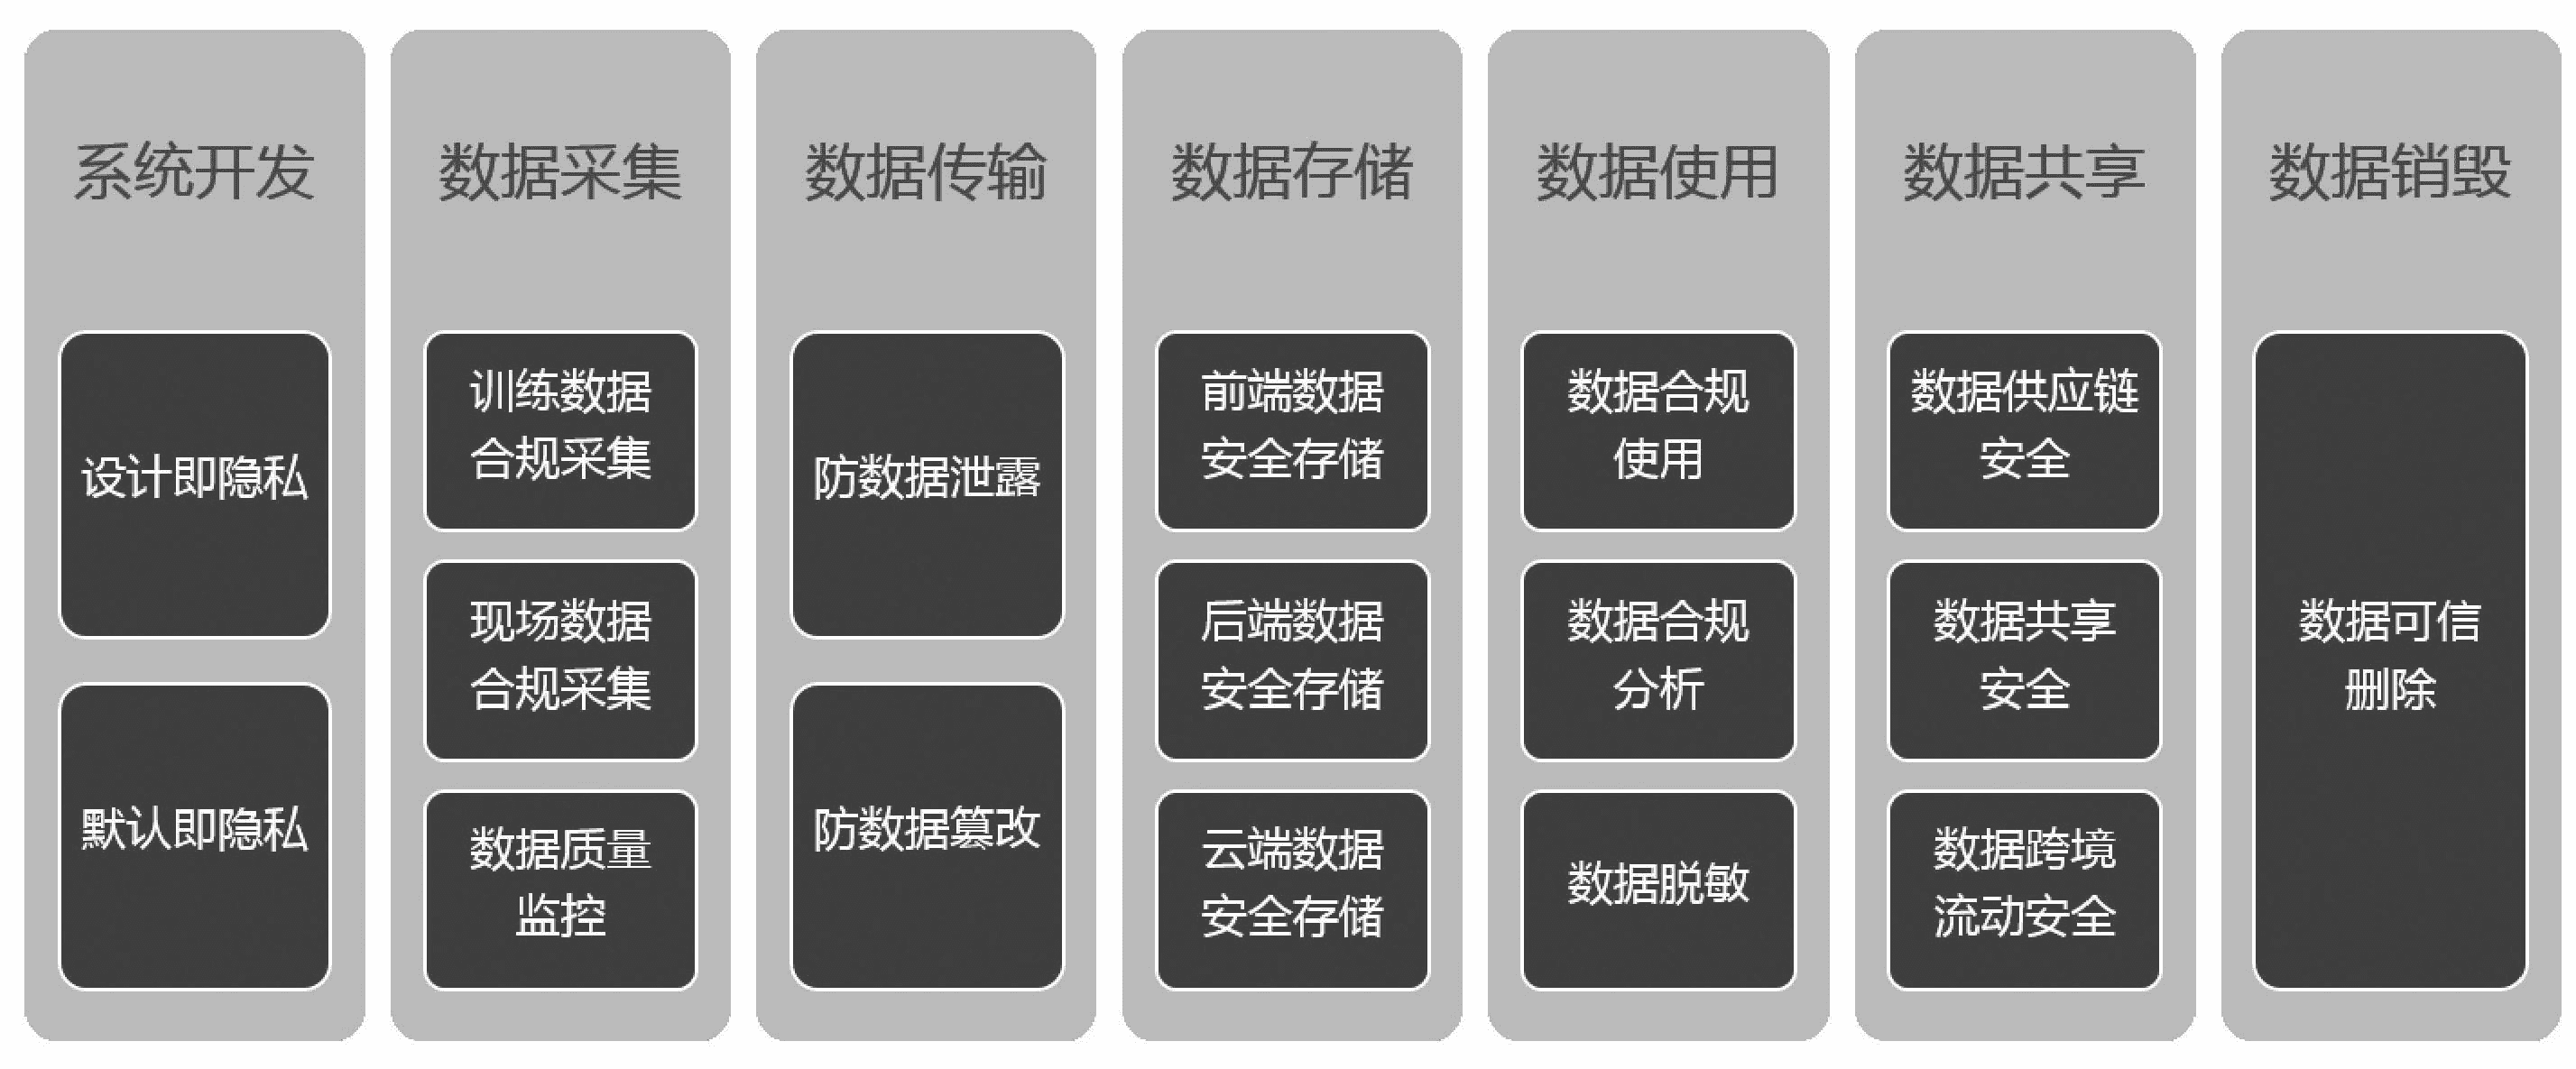 系统开发
设计即隐私
默认即隐私
数据采集
训练数据
合规采集
现场数据
合规采集
数据质量
监控
数据传输
防数据泄露
防数据篡改
数据存储
前端数据
安全存储
后端数据
安全存储
云端数据
安全存储
数据使用
数据合规
使用
数据合规
分析
数据脱敏
数据共享
数据供应链
安全
数据共享
安全
数据跨境
流动安全
数据销毁
数据可信
删除